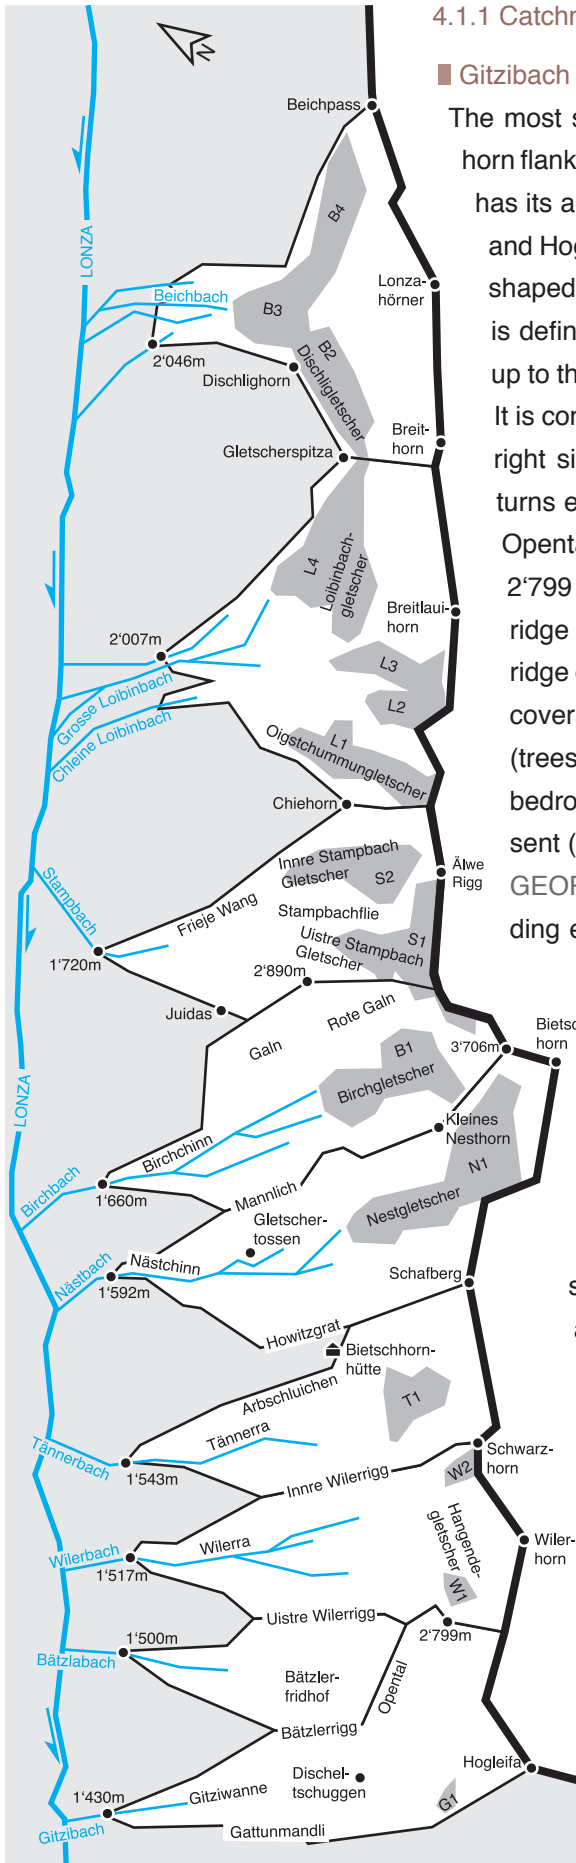 4.1.1 Catchm
Gitzibach
The most s
horn flank
has its a
and Hog
shaped
is defin
up to th
It is con
right si
turns e
Openta
2‘799
ridge
ridge
covers
(trees
bedro
sent (
GEOF
ding e
N
Beichpass
B4
LONZA
Lonza-
hörner
Beichbach
B3
2‘046m
B2
Dischligletscher
Dischlighorn
Breit-
horn
Gletscherspitza
L4
Loibinbach-
gletscher
Breitlaui-
horn
2‘007m
L3
Grosse Loibinbach
L2
Chleine Loibinbach
L1
Oigstchummungletscher
Chiehorn
Innre Stampbach
Gletscher
S2
Älwe
Rigg
Stampbach
Frieje Wang
Stampbachflie
S1
Uistre Stampbach
Gletscher
1‘720m
2‘890m
Juidas
Rote Galn
Galn
3‘706m
Bietsc
horn
B1
Birchgletscher
LONZA
Kleines
Nesthorn
Birchchinn
N1
Birchbach
1‘660m
Mannlich
Nestgletscher
Gletscher-
tossen
Nästbach
Nästchinn
1‘592m
Schafberg
s
Howitzgrat
a
Bietschhorn-
hütte
Arbschluichen
T1
Tännerra
Tännerbach
1‘543m
Schwarz-
horn
W2
Innre Wilerrigg
Hangende-
gletscher
Wilerra
Wiler-
horn
Wilerbach
1‘517m
W1
Uistre Wilerrigg
2‘799m
1‘500m
Bätzlabach
Bätzler-
fridhof
Opental
Bätzlerrigg
Hogleifa
Dischel-
tschuggen
Gitziwanne
G1
1‘430m
Gitzibach
Gattunmandli